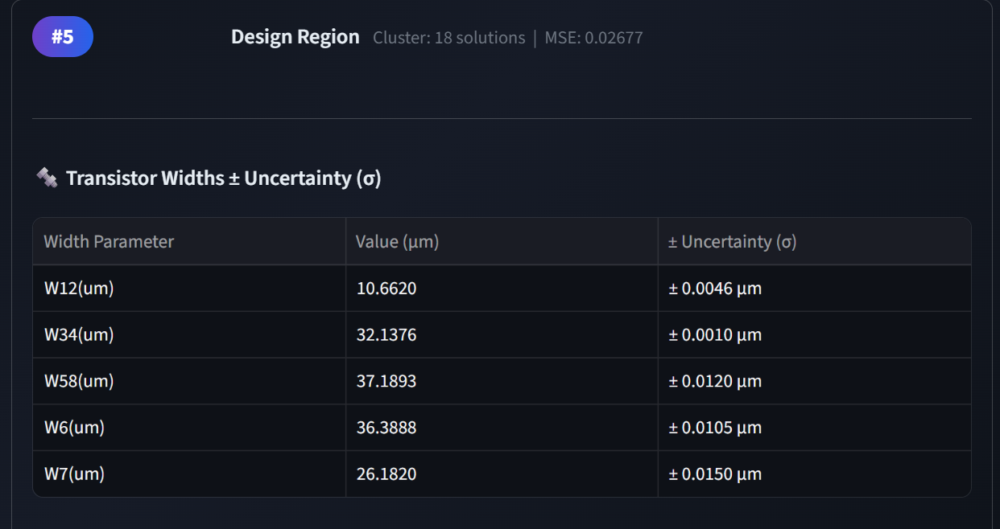 #5 Design Region Cluster: 18 solutions | MSE: 0.02677
Transistor Widths ± Uncertainty (σ)
Width Parameter Value (μm) ± Uncertainty (σ)
W12(um) 10.6620 ± 0.0046 μm
W34(um) 32.1376 ± 0.0010 μm
W58(um) 37.1893 ± 0.0120 μm
W6(um) 36.3888 ± 0.0105 μm
W7(um) 26.1820 ± 0.0150 μm